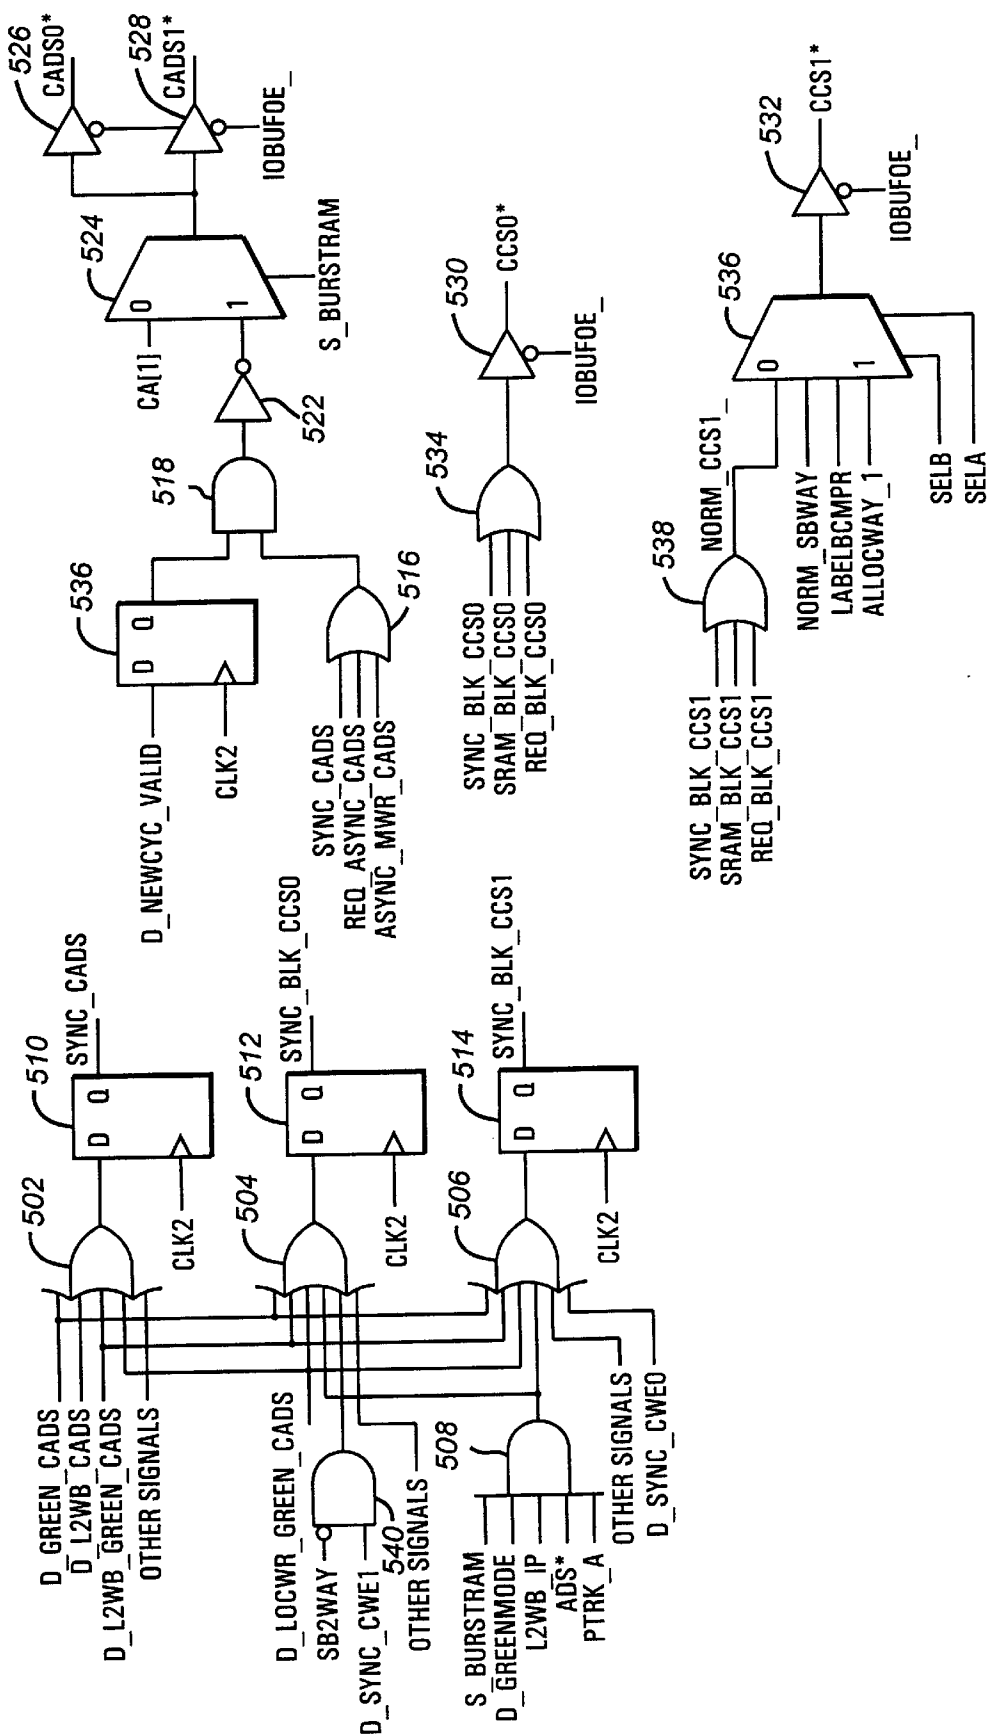 D_GREEN_CADS
D_L2WB_CADS
D_L2WB_GREEN_CADS
OTHER SIGNALS
502
CLK2
510
D Q
SYNC_CADS
D_LOCWR_GREEN_CADS
SB2WAY
D_SYNC_CWE1
540
OTHER SIGNALS
504
CLK2
512
D Q
SYNC_BLK_CCS0
S_BURSTRAM
D_GREENMODE
L2WB_IP
ADS*
PTRK_A
508
OTHER SIGNALS
D_SYNC_CWE0
506
CLK2
514
D Q
SYNC_BLK_CCS1
D_NEWCYC_VALID
CLK2
536
D Q
SYNC_CADS
REQ_ASYNC_CADS
ASYNC_MWR_CADS
516
518
522
CA[1]
0
1
524
S_BURSTRAM
526
CADS0*
528
CADS1*
IOBUFOE_
SYNC_BLK_CCS0
SRAM_BLK_CCS0
REQ_BLK_CCS0
534
530
CCS0*
IOBUFOE_
SYNC_BLK_CCS1
SRAM_BLK_CCS1
REQ_BLK_CCS1
538
NORM_CCS1_
NORM_SBWAY
LABELBCMPR
ALLOCWAY_1
SELB
SELA
0
1
536
532
CCS1*
IOBUFOE_